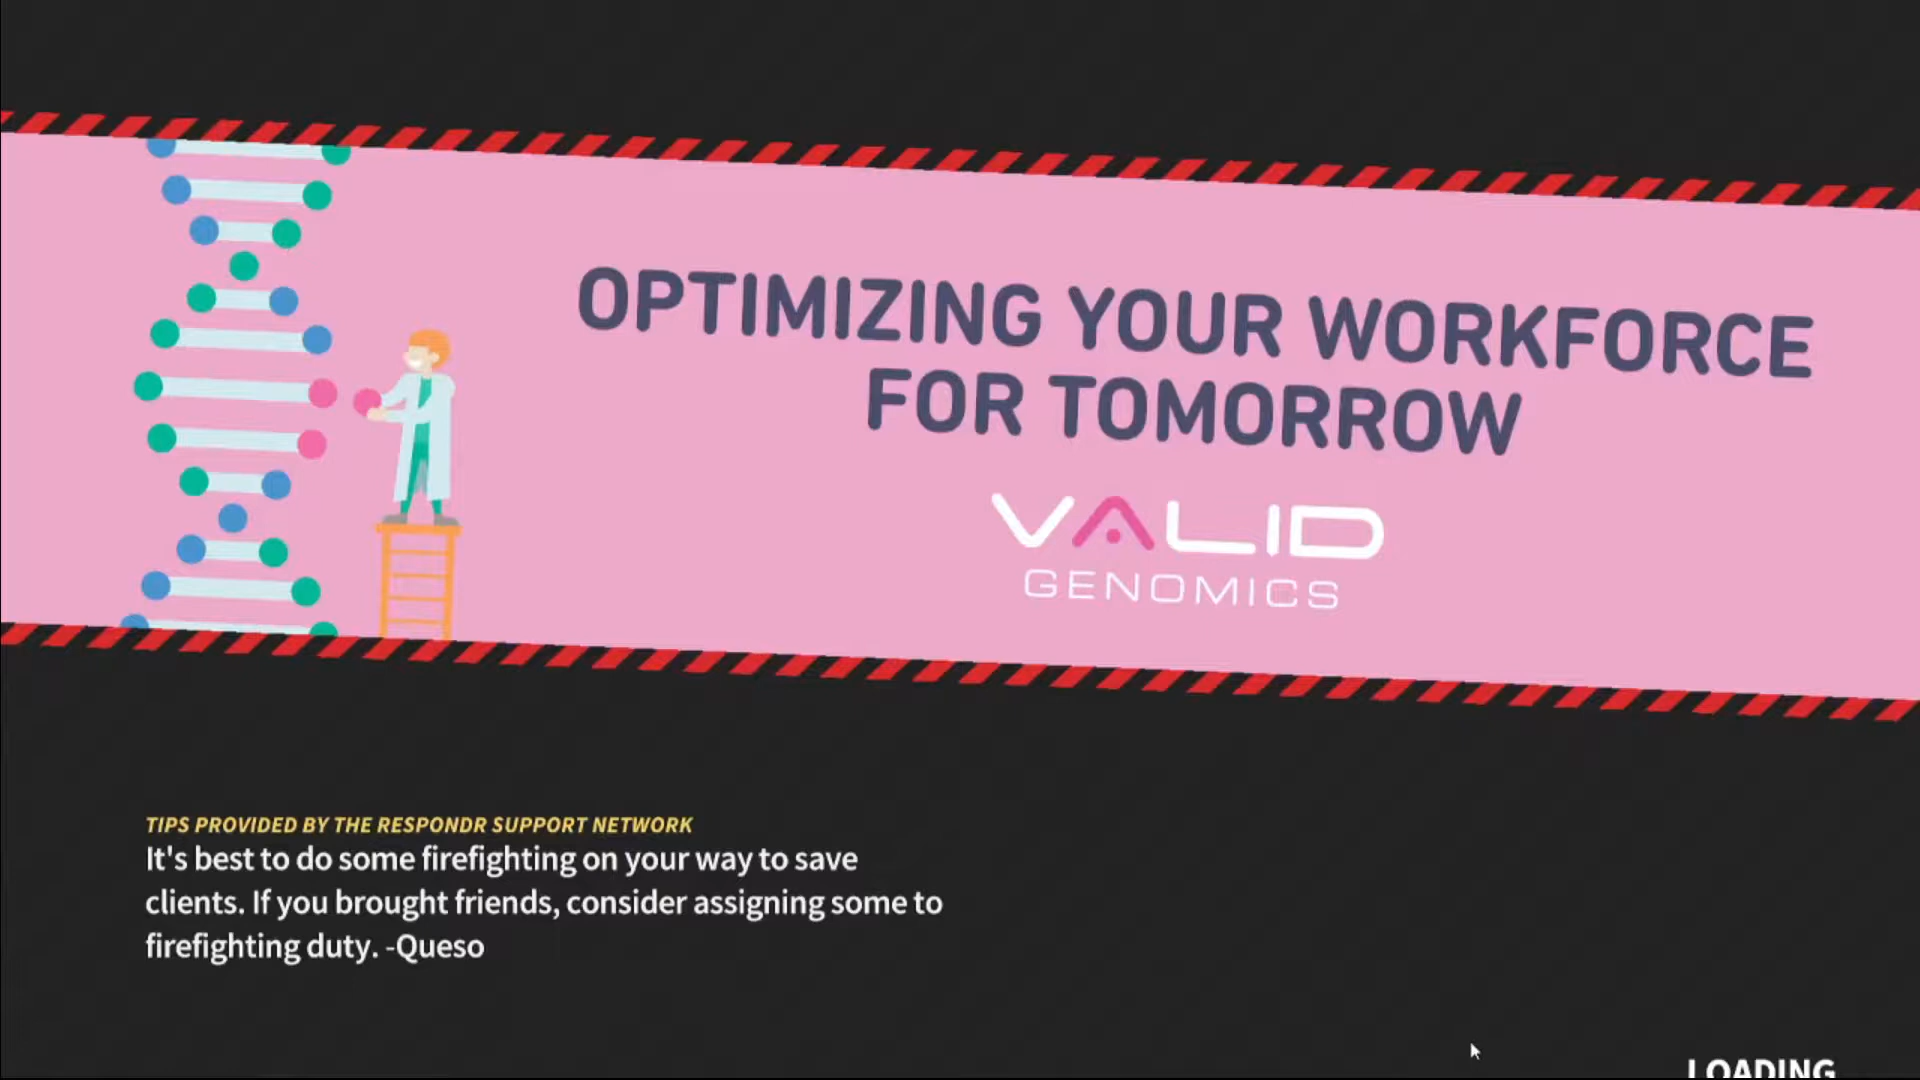 OPTIMIZING YOUR WORKFORCE
FOR TOMORROW
VALID
GENOMICS
TIPS PROVIDED BY THE RESPONDR SUPPORT NETWORK
It's best to do some firefighting on your way to save
clients. If you brought friends, consider assigning some to
firefighting duty. -Queso
LOADING